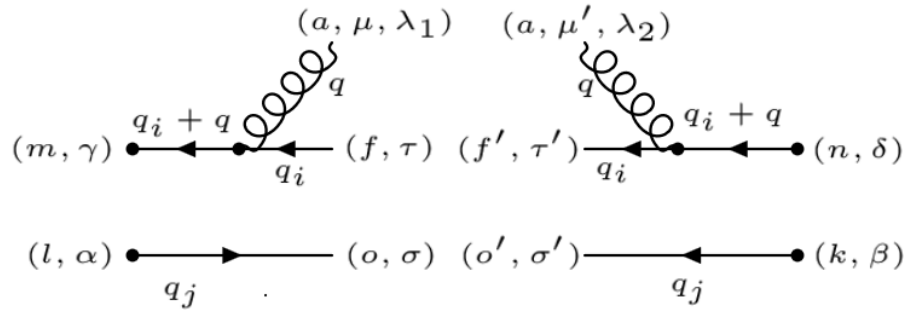 (a, μ, λ₁) (a, μ′, λ₂)
q q
qᵢ + q qᵢ + q
(m, γ) (f, τ) (f′, τ′) (n, δ)
qᵢ qᵢ
(l, α) (o, σ) (o′, σ′) (k, β)
qⱼ qⱼ